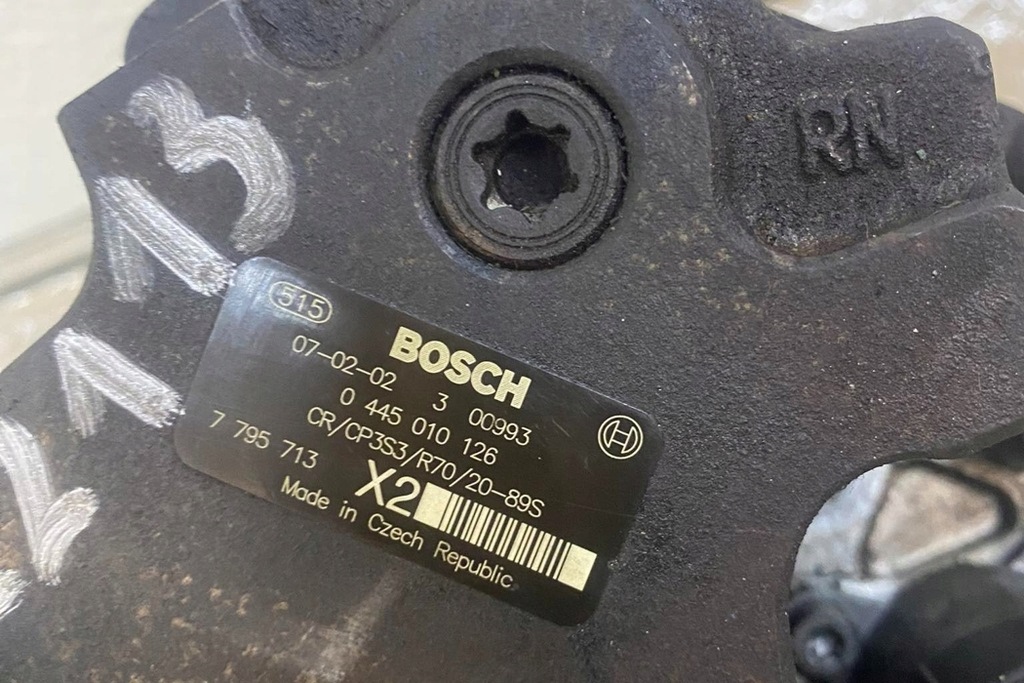 RN
113
515
BOSCH
07-02-02 3 00993
0 445 010 126
CR/CP3S3/R70/20-89S
7 795 713
X2
Made in Czech Republic